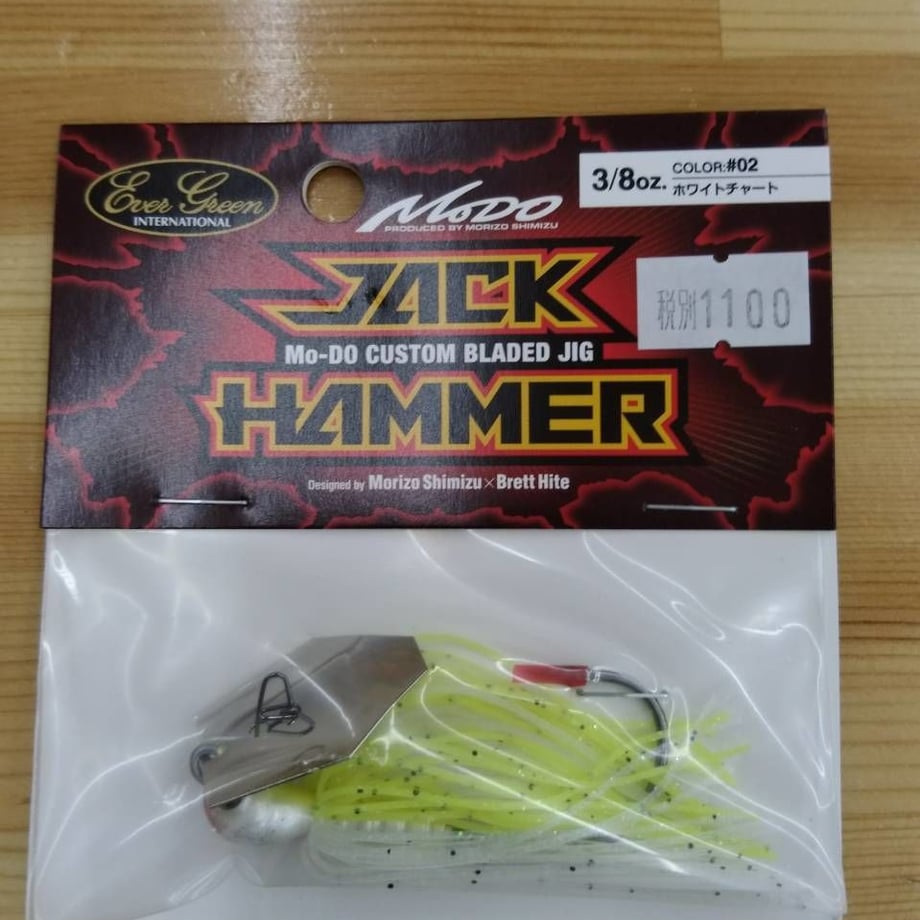 Ever Green
INTERNATIONAL
MoDO
PRODUCED BY MORIZO SHIMIZU
3/8oz.
COLOR:#02
ホワイトチャート
JACK
税別1100
Mo-DO CUSTOM BLADED JIG
HAMMER
Designed by Morizo Shimizu×Brett Hite